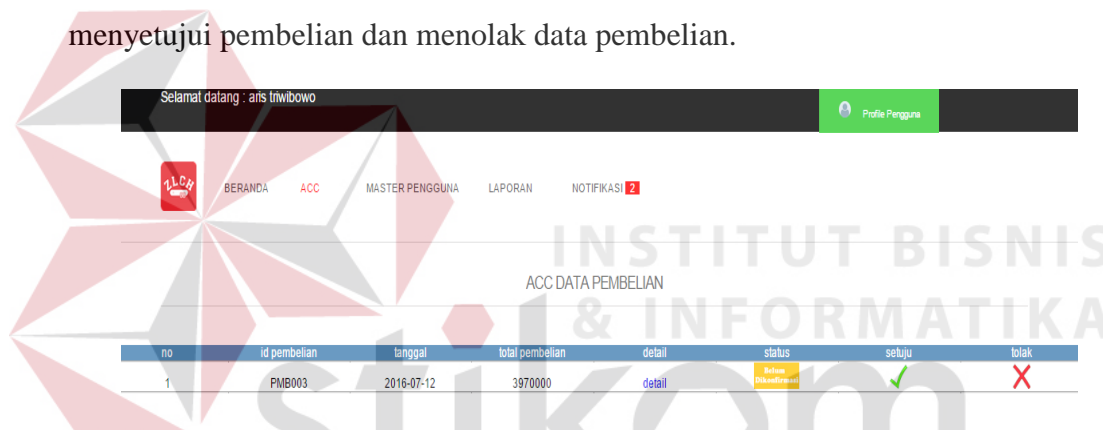 menyetujui pembelian dan menolak data pembelian.
Selamat datang : aris triwibowo
Profile Pengguna
ZLCH
BERANDA ACC MASTER PENGGUNA LAPORAN NOTIFIKASI 2
INSTITUT BISNIS
ACC DATA PEMBELIAN
& INFORMATIKA
no id pembelian tanggal total pembelian detail status setuju tolak
1 PMB003 2016-07-12 3970000 detail Belum Dikonfirmasi
stikom